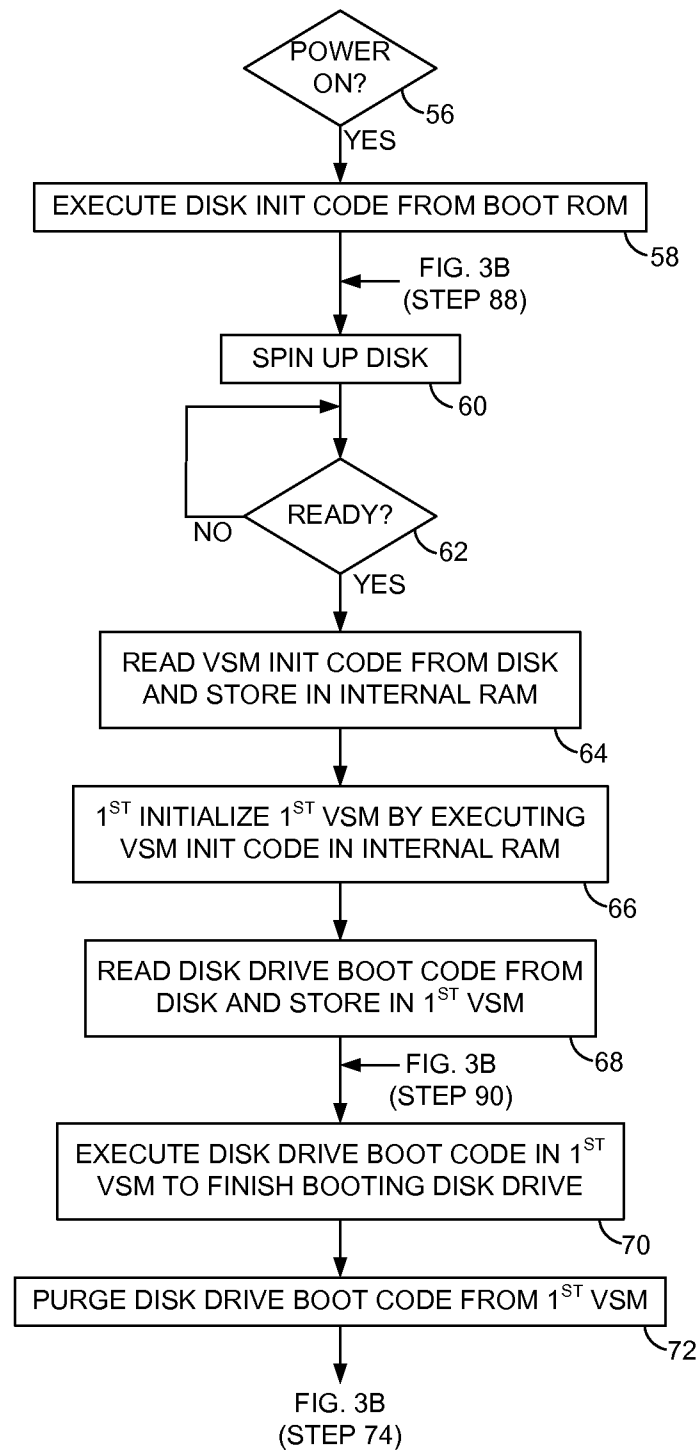 POWER
ON?
56
YES
EXECUTE DISK INIT CODE FROM BOOT ROM
58
FIG. 3B
(STEP 88)
SPIN UP DISK
60
READY?
NO
62
YES
READ VSM INIT CODE FROM DISK
AND STORE IN INTERNAL RAM
64
1ST INITIALIZE 1ST VSM BY EXECUTING
VSM INIT CODE IN INTERNAL RAM
66
READ DISK DRIVE BOOT CODE FROM
DISK AND STORE IN 1ST VSM
68
FIG. 3B
(STEP 90)
EXECUTE DISK DRIVE BOOT CODE IN 1ST
VSM TO FINISH BOOTING DISK DRIVE
70
PURGE DISK DRIVE BOOT CODE FROM 1ST VSM
72
FIG. 3B
(STEP 74)